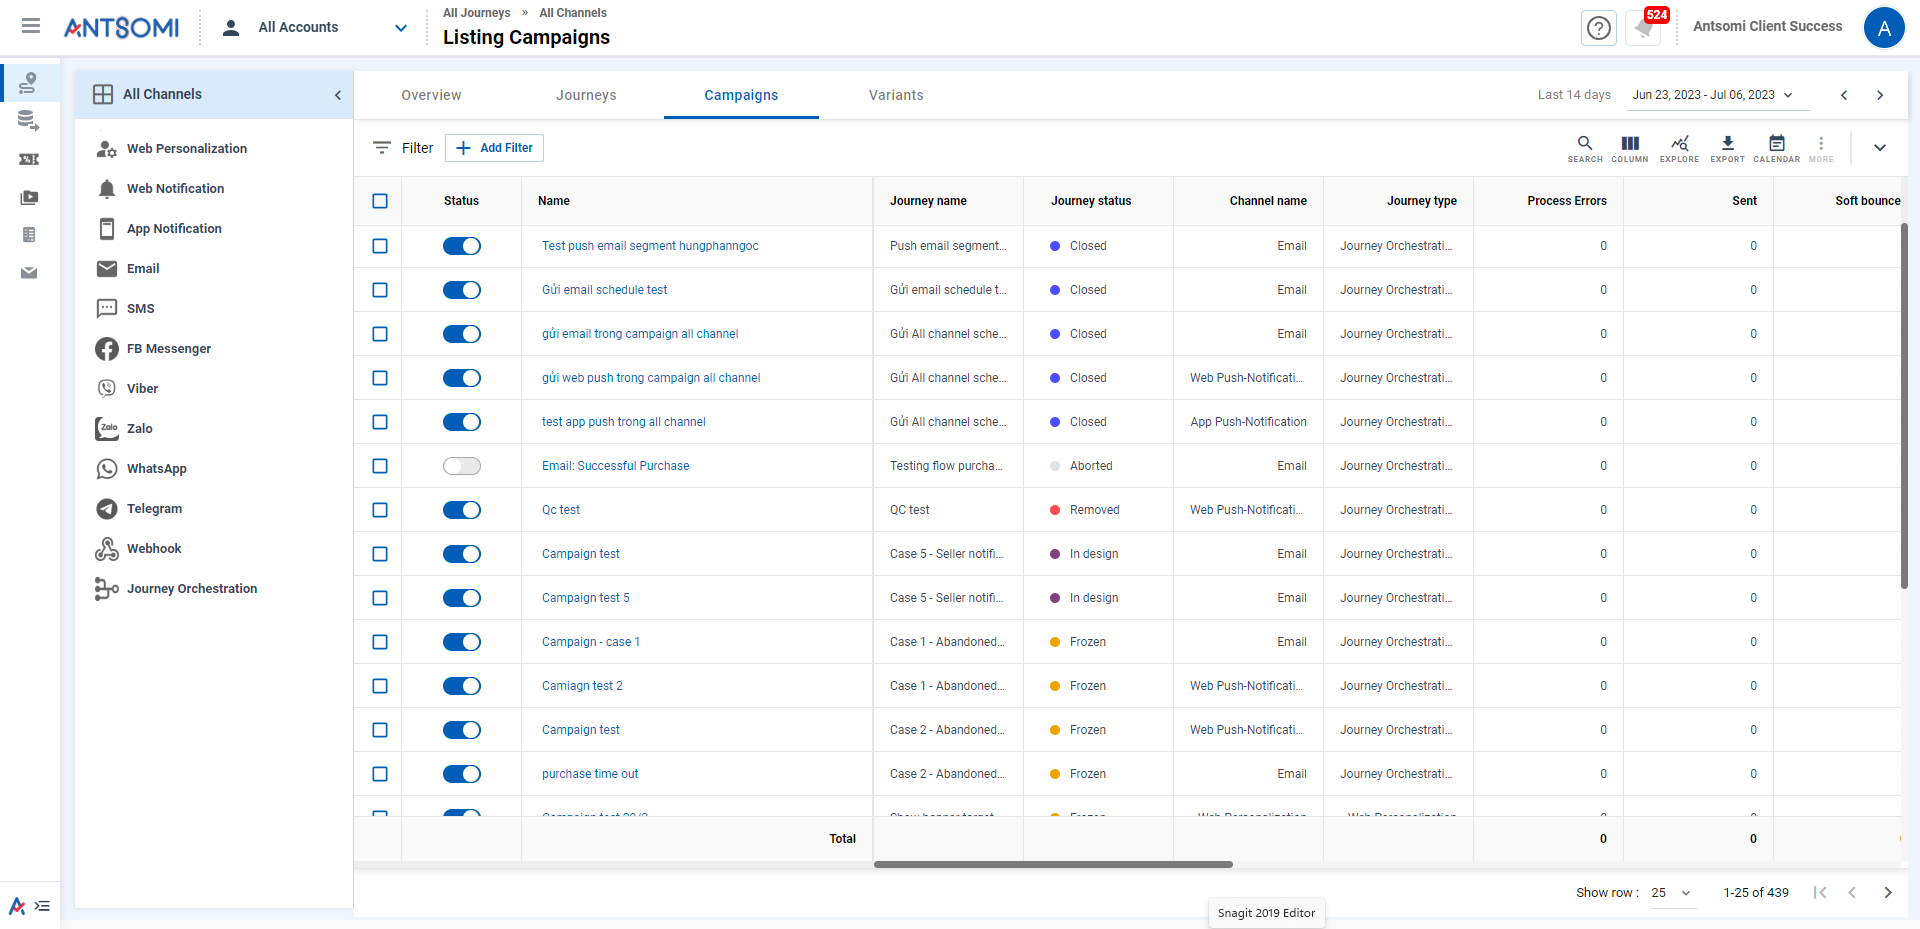 ANTSOMI
All Accounts
All Journeys » All Channels
Listing Campaigns
524
Antsomi Client Success
A
All Channels
Web Personalization
Web Notification
App Notification
Email
SMS
FB Messenger
Viber
Zalo
Zalo
WhatsApp
Telegram
Webhook
Journey Orchestration
Overview Journeys Campaigns Variants
Last 14 days Jun 23, 2023 - Jul 06, 2023
Filter Add Filter
SEARCH COLUMN EXPLORE EXPORT CALENDAR MORE
Status Name Journey name Journey status Channel name Journey type Process Errors Sent Soft bounce
Test push email segment hungphanngoc Push email segment... Closed Email Journey Orchestrati... 0 0
Gửi email schedule test Gửi email schedule t... Closed Email Journey Orchestrati... 0 0
gửi email trong campaign all channel Gửi All channel sche... Closed Email Journey Orchestrati... 0 0
gửi web push trong campaign all channel Gửi All channel sche... Closed Web Push-Notificati... Journey Orchestrati... 0 0
test app push trong all channel Gửi All channel sche... Closed App Push-Notification Journey Orchestrati... 0 0
Email: Successful Purchase Testing flow purcha... Aborted Email Journey Orchestrati... 0 0
Qc test QC test Removed Web Push-Notificati... Journey Orchestrati... 0 0
Campaign test Case 5 - Seller notifi... In design Email Journey Orchestrati... 0 0
Campaign test 5 Case 5 - Seller notifi... In design Email Journey Orchestrati... 0 0
Campaign - case 1 Case 1 - Abandoned... Frozen Email Journey Orchestrati... 0 0
Camiagn test 2 Case 1 - Abandoned... Frozen Web Push-Notificati... Journey Orchestrati... 0 0
Campaign test Case 2 - Abandoned... Frozen Web Push-Notificati... Journey Orchestrati... 0 0
purchase time out Case 2 - Abandoned... Frozen Email Journey Orchestrati... 0 0
Total 0 0
Show row : 25 1-25 of 439
Snagit 2019 Editor